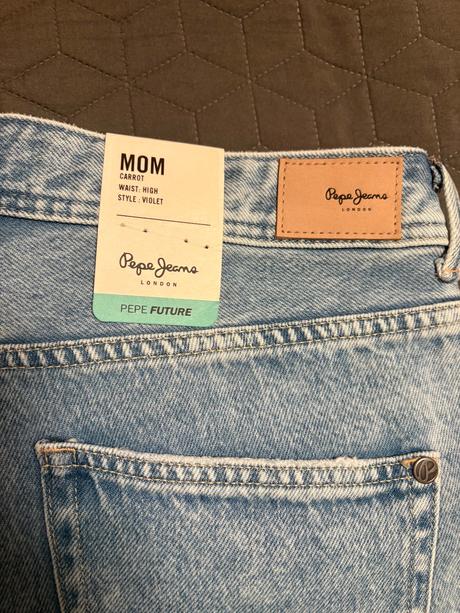 MOM
CARROT
WAIST: HIGH
STYLE: VIOLET
Pepe Jeans
LONDON
PEPE FUTURE
Pepe Jeans
LONDON